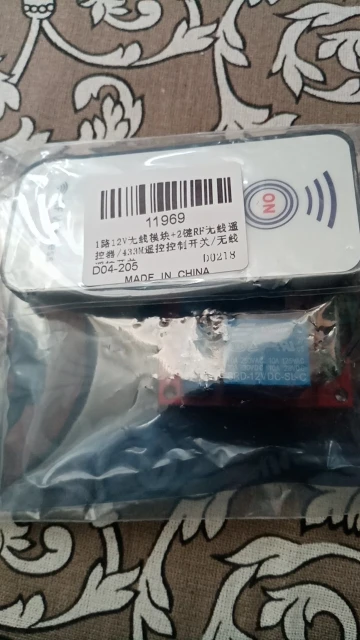 11969
1路12V无线模块+2键RF无线遥
控器/433M遥控控制开关/无线
D0218
D04-205
MADE IN CHINA
ON
12VDC-SL-C